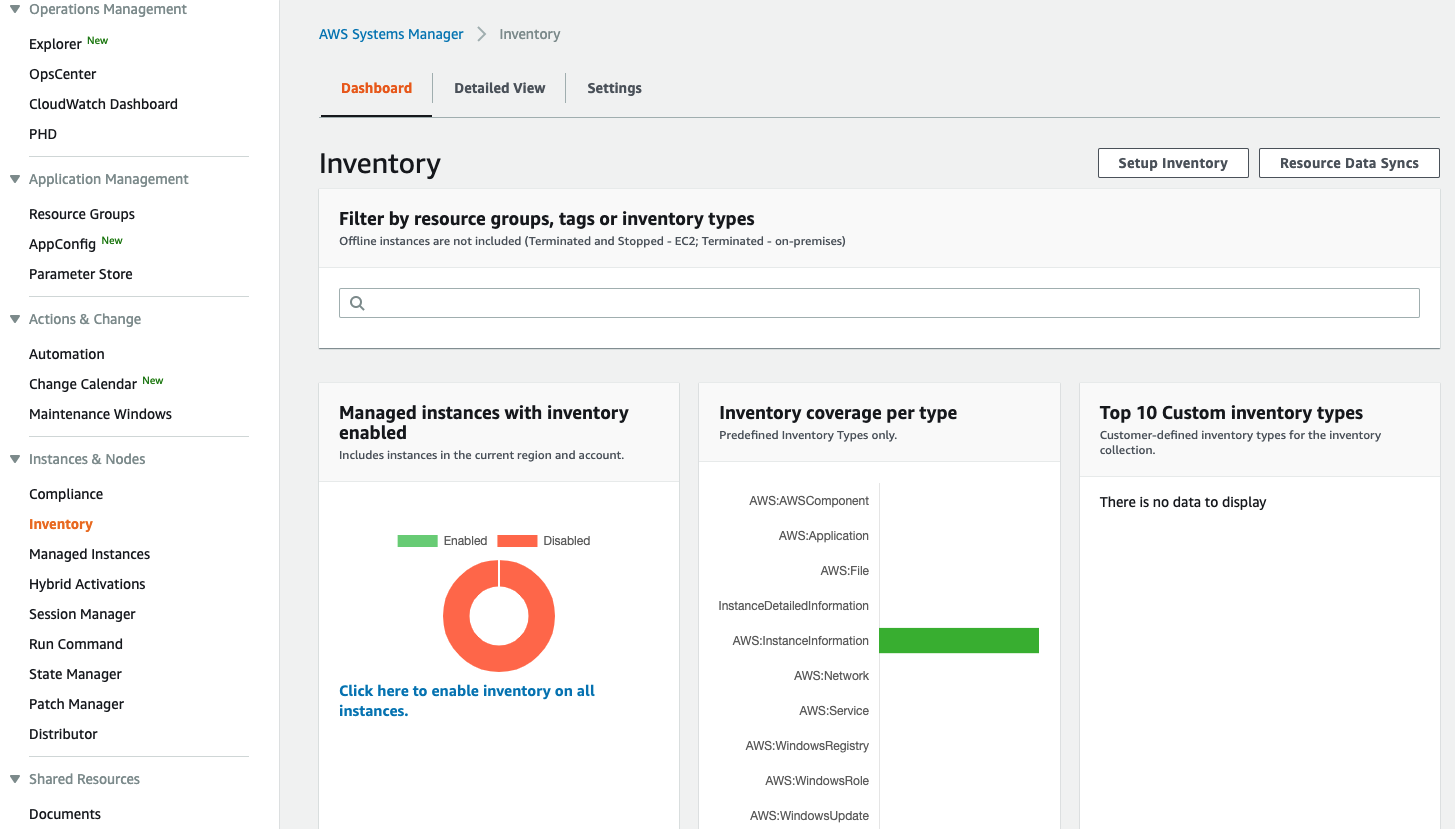 Operations Management
Explorer New
OpsCenter
CloudWatch Dashboard
PHD
Application Management
Resource Groups
AppConfig New
Parameter Store
Actions & Change
Automation
Change Calendar New
Maintenance Windows
Instances & Nodes
Compliance
Inventory
Managed Instances
Hybrid Activations
Session Manager
Run Command
State Manager
Patch Manager
Distributor
Shared Resources
Documents
AWS Systems Manager > Inventory
Dashboard
Detailed View
Settings
Inventory
Setup Inventory
Resource Data Syncs
Filter by resource groups, tags or inventory types
Offline instances are not included (Terminated and Stopped - EC2; Terminated - on-premises)
Managed instances with inventory
enabled
Includes instances in the current region and account.
Enabled
Disabled
Click here to enable inventory on all
instances.
Inventory coverage per type
Predefined Inventory Types only.
AWS:AWSComponent
AWS:Application
AWS:File
InstanceDetailedInformation
AWS:InstanceInformation
AWS:Network
AWS:Service
AWS:WindowsRegistry
AWS:WindowsRole
AWS:WindowsUpdate
Top 10 Custom inventory types
Customer-defined inventory types for the inventory
collection.
There is no data to display